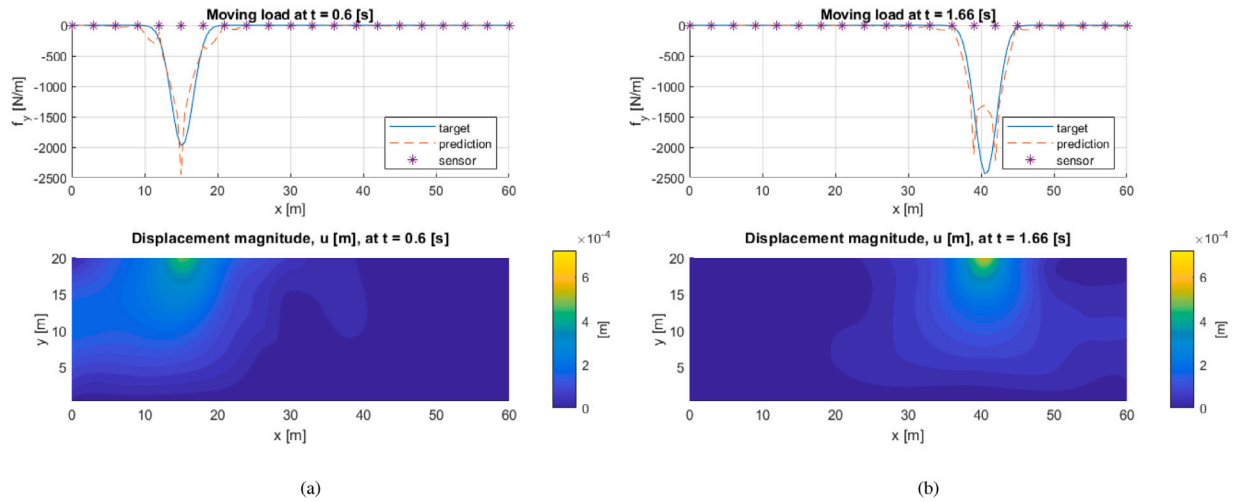 Moving load at t = 0.6 [s]
0
-500
-1000
-1500
-2000
-2500
f_y [N/m]
target
prediction
sensor
0 10 20 30 40 50 60
x [m]
Displacement magnitude, u [m], at t = 0.6 [s]
20
15
10
5
y [m]
0 10 20 30 40 50 60
x [m]
×10^-4
6
4
2
0
[m]
(a)
Moving load at t = 1.66 [s]
0
-500
-1000
-1500
-2000
-2500
f_y [N/m]
target
prediction
sensor
0 10 20 30 40 50 60
x [m]
Displacement magnitude, u [m], at t = 1.66 [s]
20
15
10
5
y [m]
0 10 20 30 40 50 60
x [m]
×10^-4
6
4
2
0
[m]
(b)